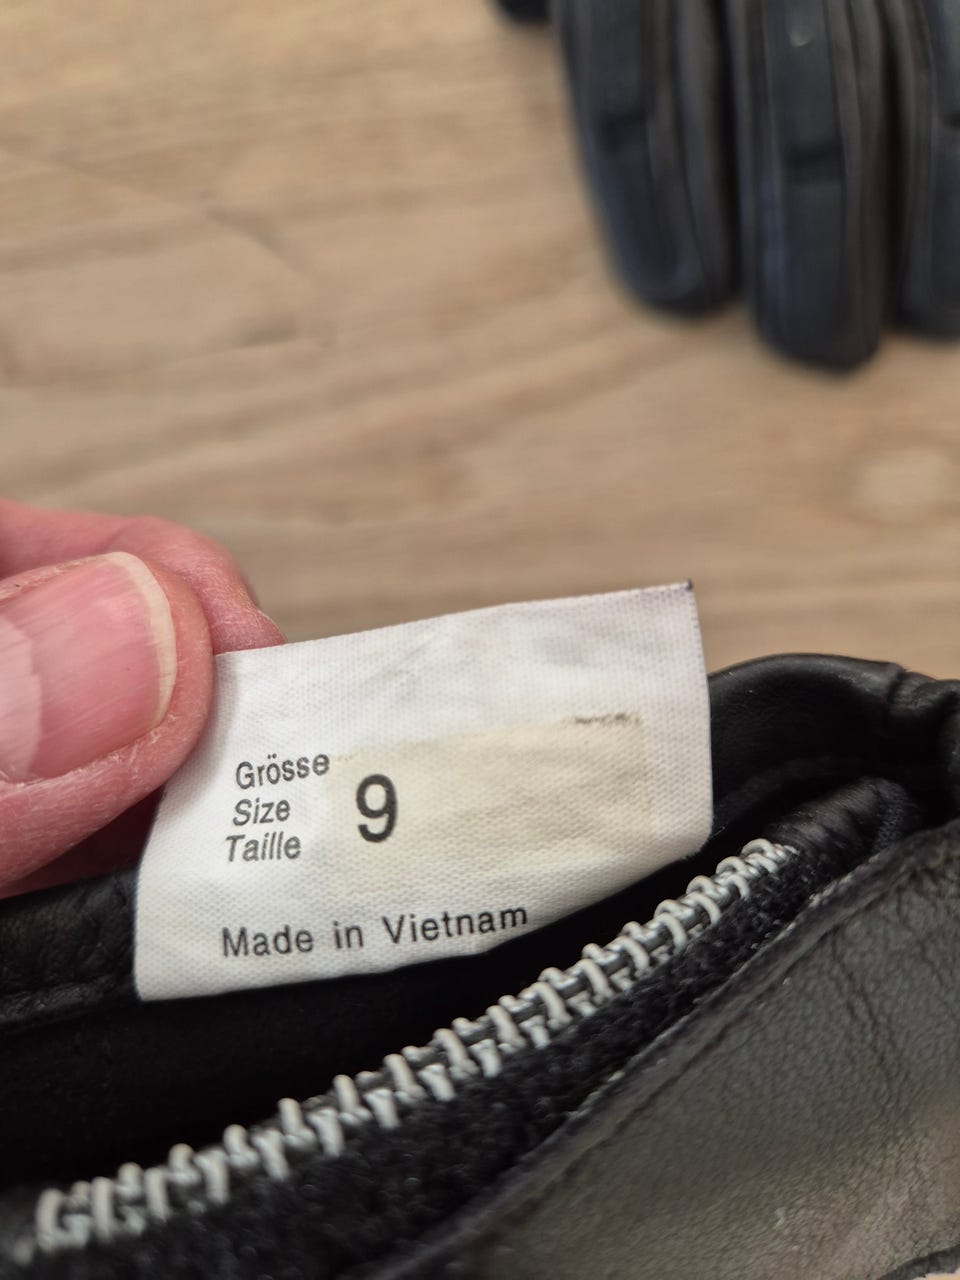 Grösse
Size 9
Taille
Made in Vietnam